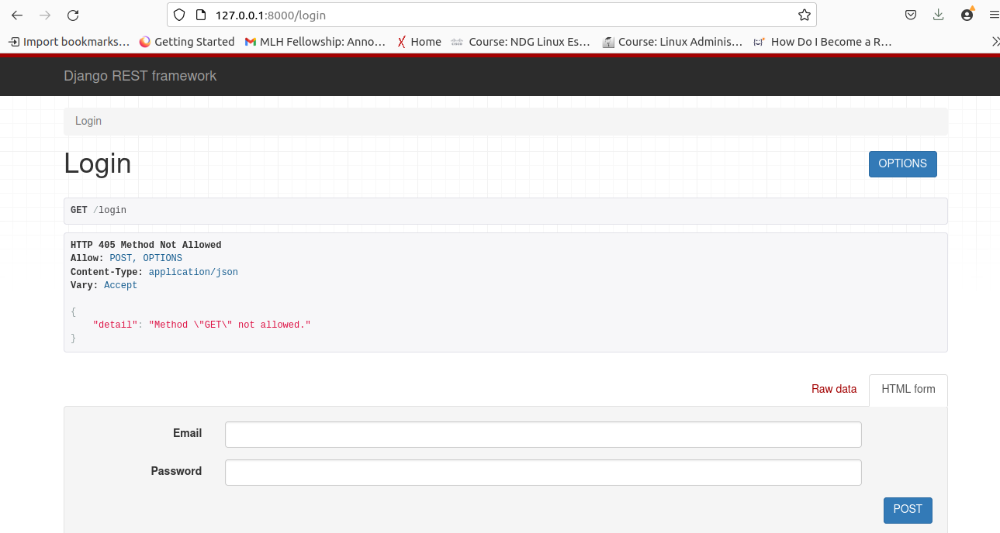 127.0.0.1:8000/login
Import bookmarks... Getting Started MLH Fellowship: Anno... Home Course: NDG Linux Es... Course: Linux Adminis... How Do I Become a R...
Django REST framework
Login
Login OPTIONS
GET /login
HTTP 405 Method Not Allowed
Allow: POST, OPTIONS
Content-Type: application/json
Vary: Accept
{
"detail": "Method \"GET\" not allowed."
}
Raw data HTML form
Email
Password
POST